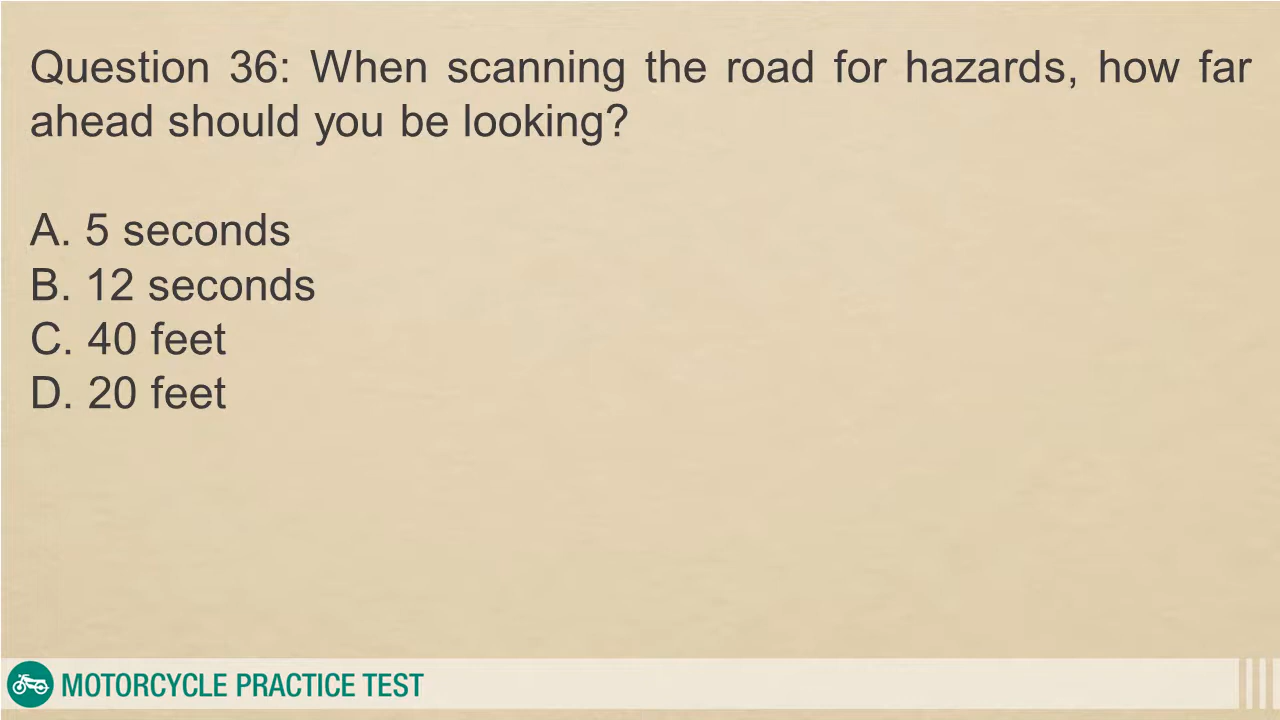 Question 36: When scanning the road for hazards, how far
ahead should you be looking?
A. 5 seconds
B. 12 seconds
C. 40 feet
D. 20 feet
MOTORCYCLE PRACTICE TEST